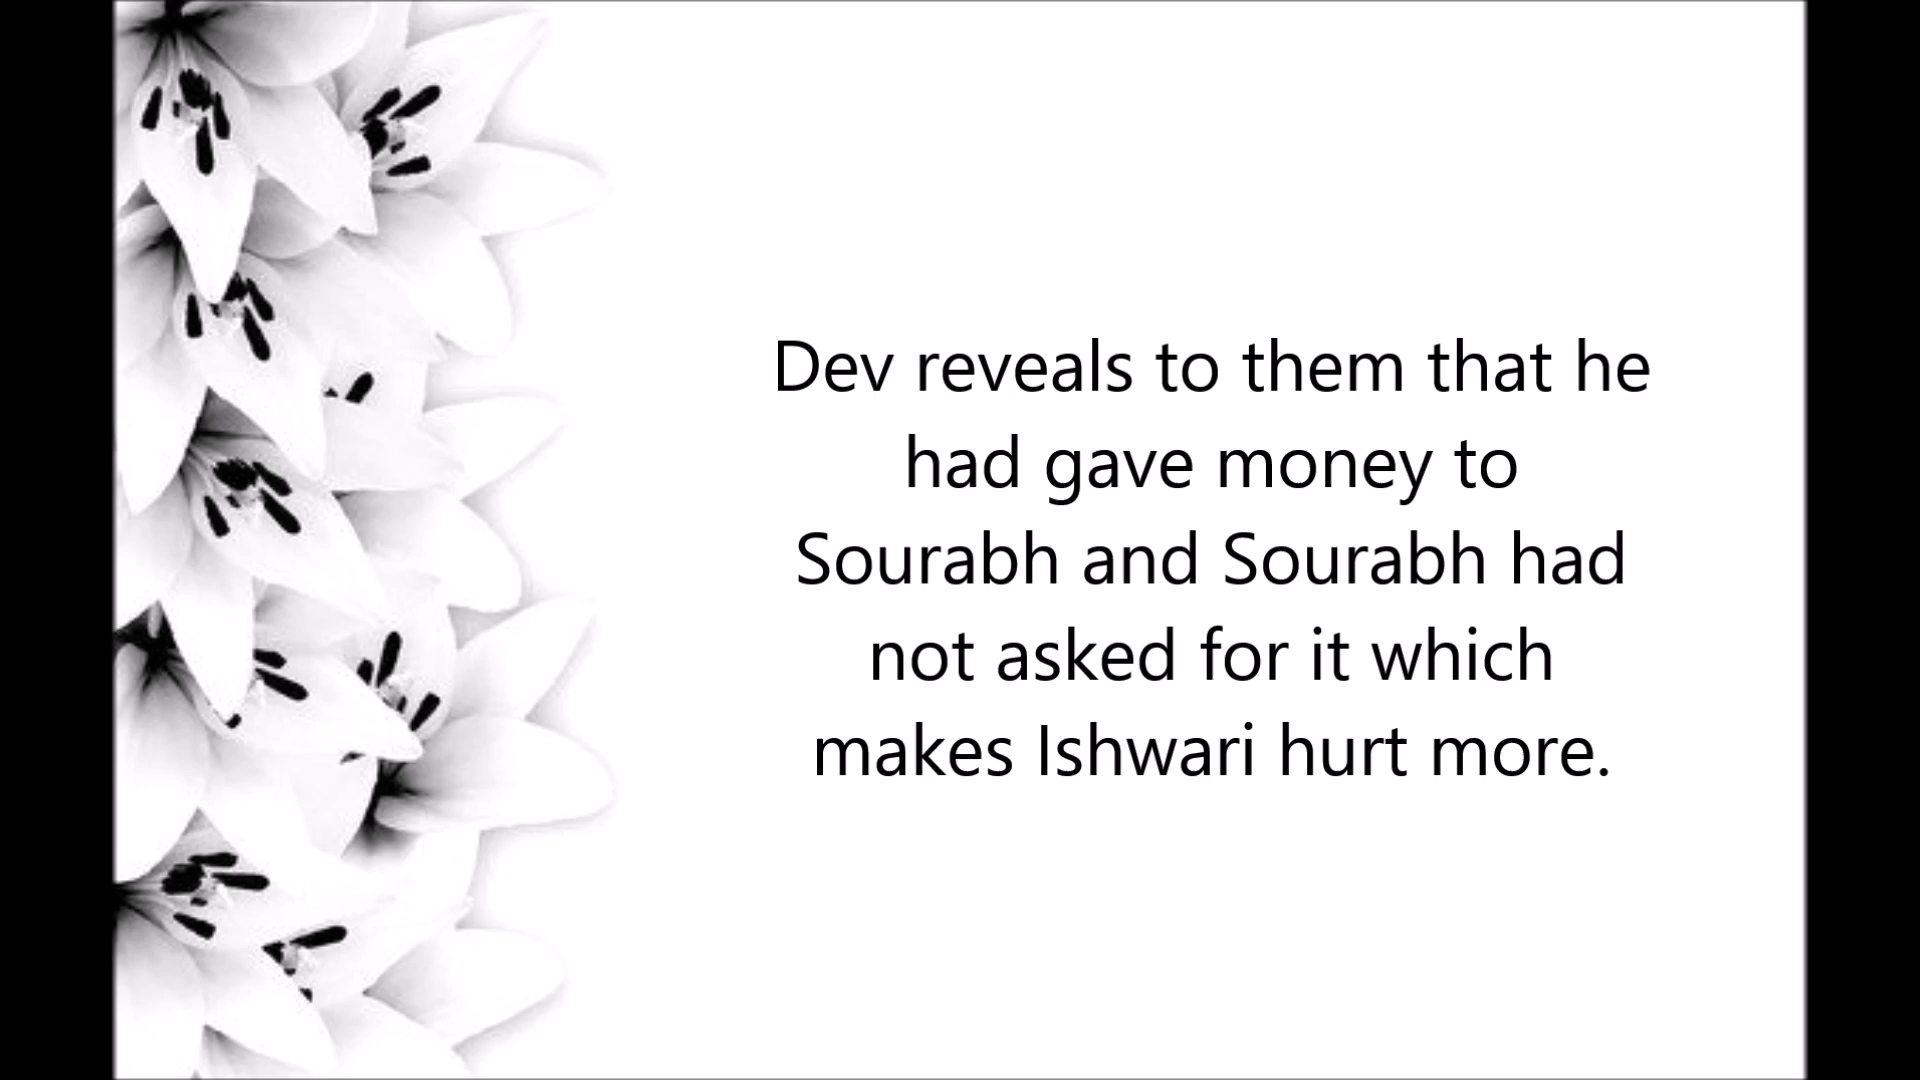 Dev reveals to them that he
had gave money to
Sourabh and Sourabh had
not asked for it which
makes Ishwari hurt more.